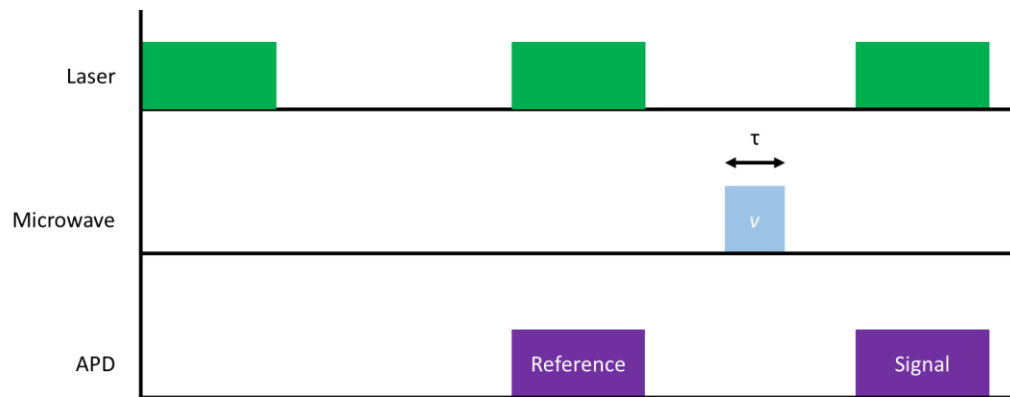 Laser
τ
Microwave
ν
APD
Reference
Signal